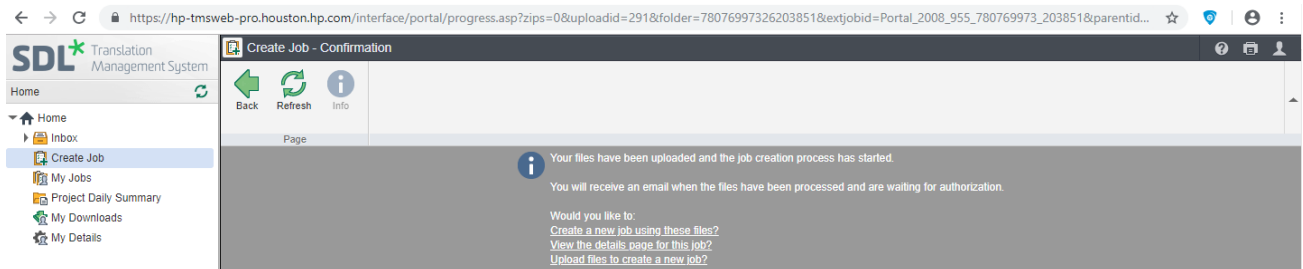 https://hp-tmsweb-pro.houston.hp.com/interface/portal/progress.asp?zips=0&uploadid=291&folder=78076997326203851&extjobid=Portal_2008_955_780769973_203851&parentid...
SDL Translation Management System
Create Job - Confirmation
Home
Back Refresh Info
Page
Home
Inbox
Create Job
My Jobs
Project Daily Summary
My Downloads
My Details
Your files have been uploaded and the job creation process has started.
You will receive an email when the files have been processed and are waiting for authorization.
Would you like to:
Create a new job using these files?
View the details page for this job?
Upload files to create a new job?